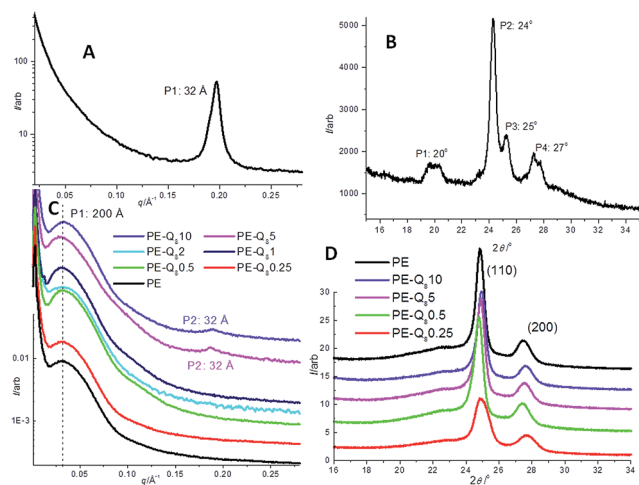 A
P1: 32 Å
100
10
I/arb
0.05
0.10
0.15
0.20
0.25
q/Å⁻¹
B
P2: 24°
P3: 25°
P1: 20°
P4: 27°
5000
4000
3000
2000
1000
I/arb
16
18
20
22
24
26
28
30
32
34
2θ/°
C
P1: 200 Å
PE-Q₈10
PE-Q₈5
PE-Q₈2
PE-Q₈1
PE-Q₈0.5
PE-Q₈0.25
PE
P2: 32 Å
P2: 32 Å
0.01
1E-3
I/arb
0.05
0.10
0.15
0.20
0.25
q/Å⁻¹
D
PE
PE-Q₈10
PE-Q₈5
PE-Q₈0.5
PE-Q₈0.25
(110)
(200)
30
25
20
15
10
5
0
I/arb
16
18
20
22
24
26
28
30
32
34
2θ/°